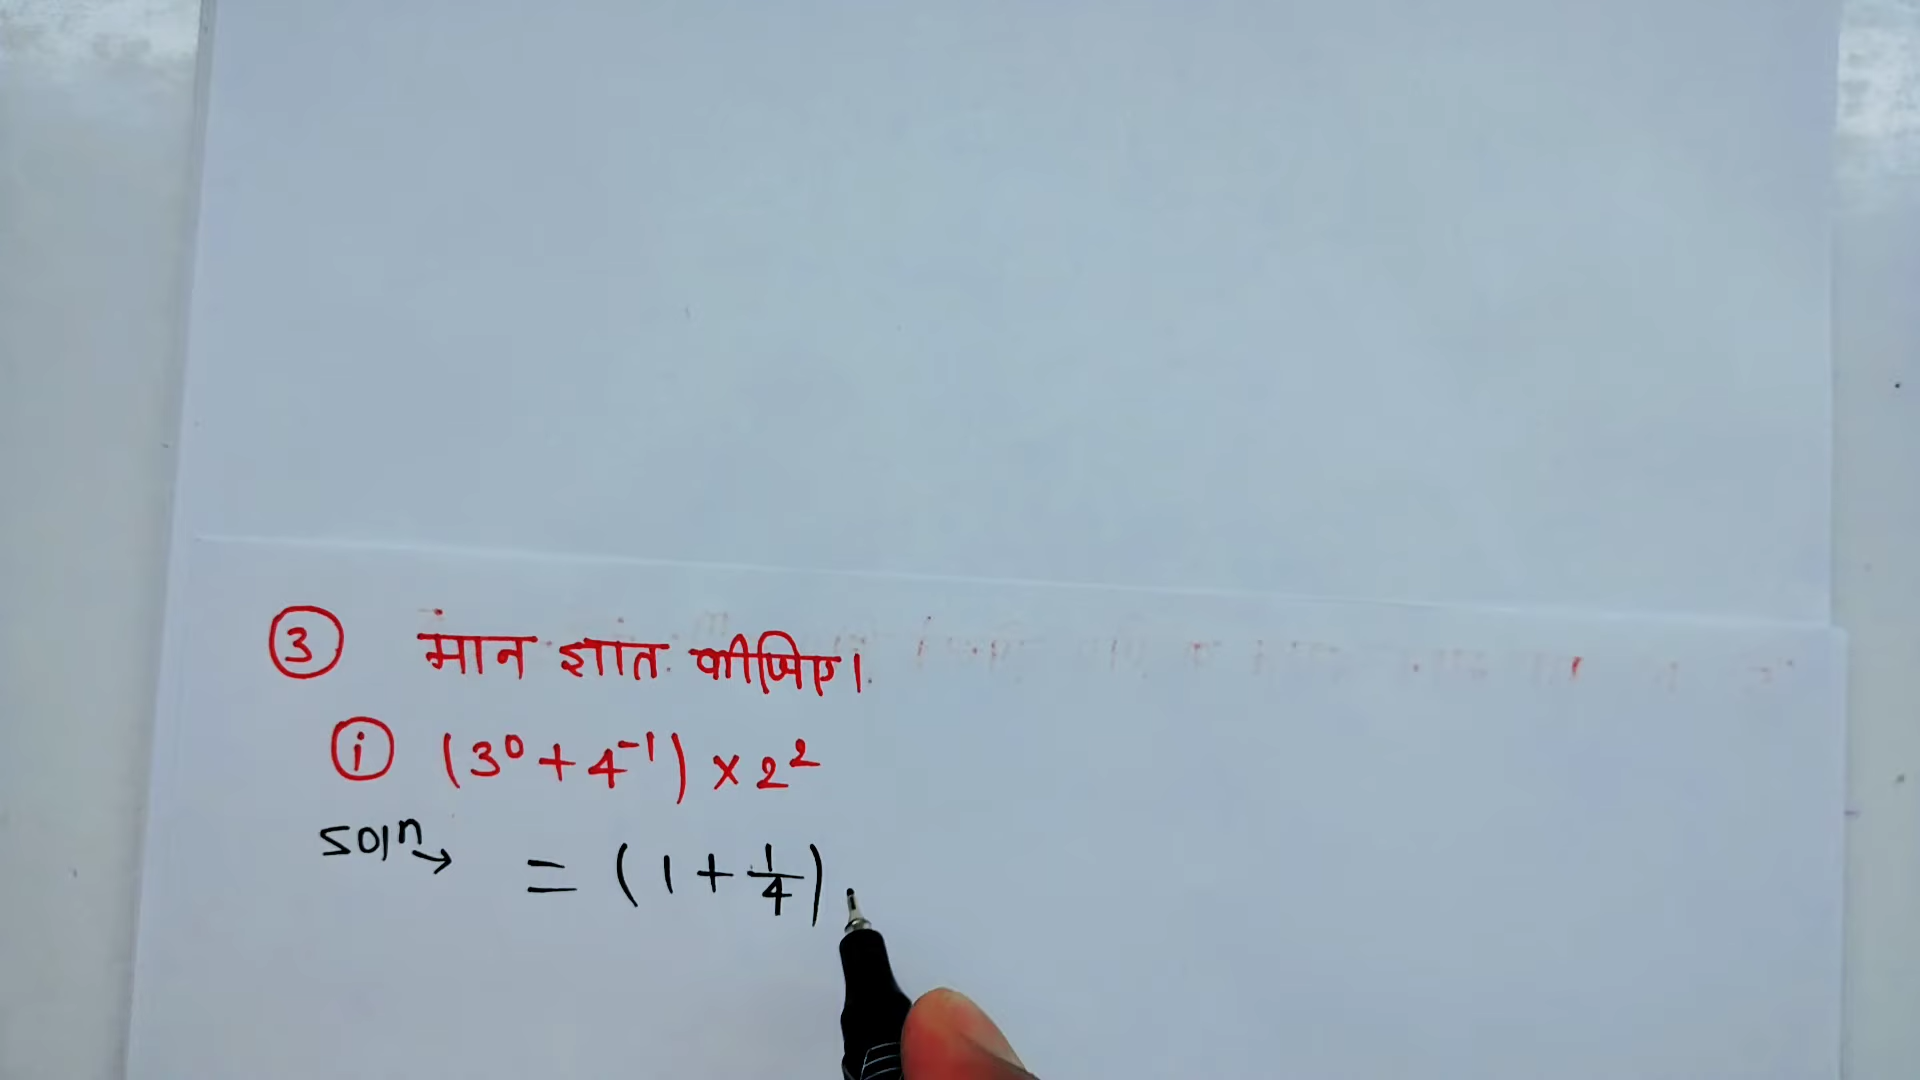 ③ मान ज्ञात कीजिए।
ⓘ (3⁰ + 4⁻¹) × 2²
Solⁿ→ = (1 + 1/4)